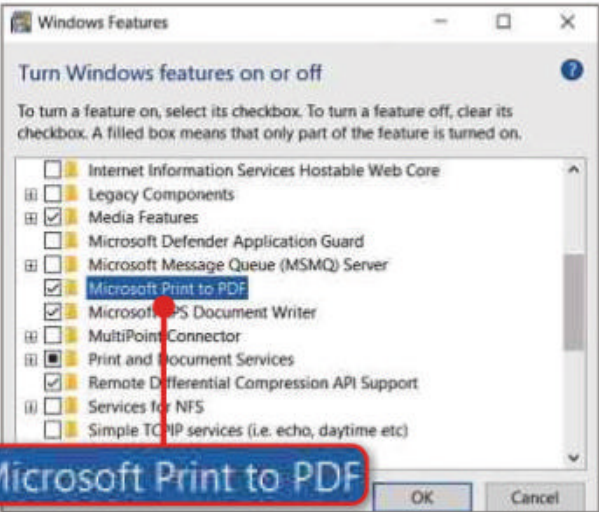 Windows Features
Turn Windows features on or off
To turn a feature on, select its checkbox. To turn a feature off, clear its
checkbox. A filled box means that only part of the feature is turned on.
Internet Information Services Hostable Web Core
Legacy Components
Media Features
Microsoft Defender Application Guard
Microsoft Message Queue (MSMQ) Server
Microsoft Print to PDF
Microsoft XPS Document Writer
MultiPoint Connector
Print and Document Services
Remote Differential Compression API Support
Services for NFS
Simple TCPIP services (i.e. echo, daytime etc)
Microsoft Print to PDF
OK Cancel